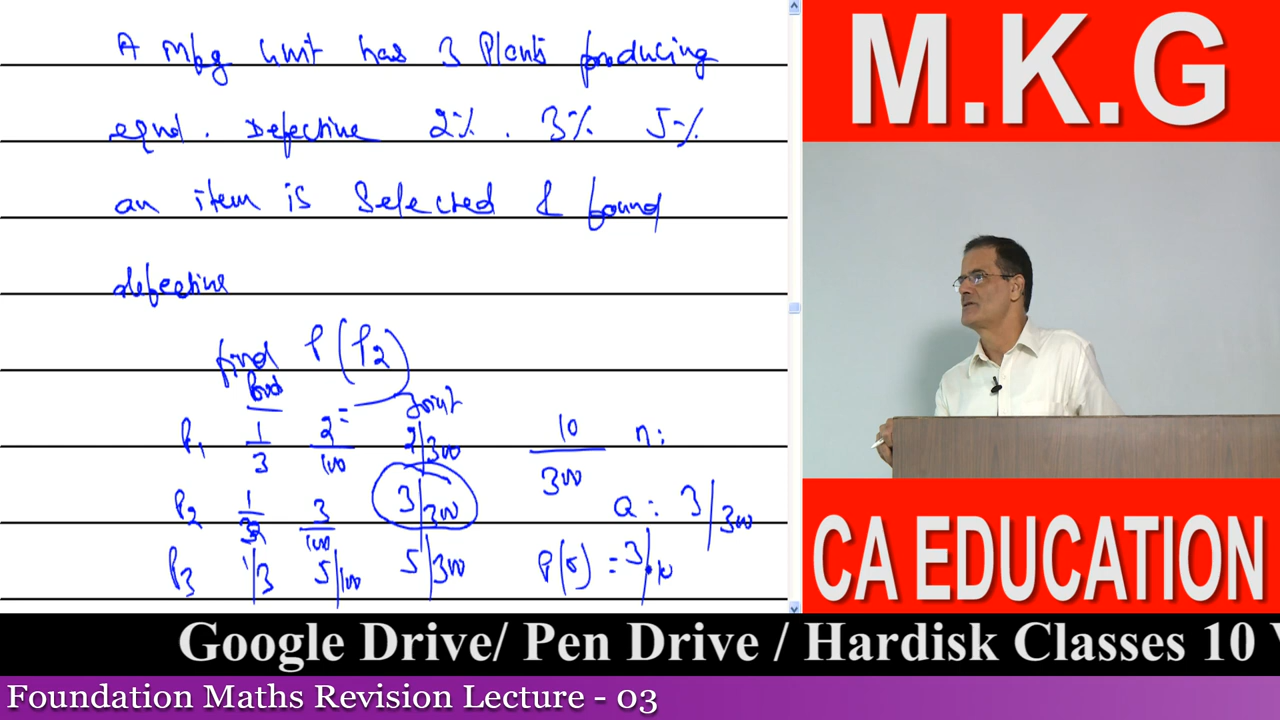 A Mfg Unit has 3 Plants producing
equal . Defective 2% . 3% 5%
an item is Selected & found
defective
find P(P2)
Prod Joint
P1 1/3 2/100 2/300 10/300 n:
P2 1/3 3/100 3/300 a: 3/300
P3 1/3 5/100 5/300 = 3/10
M.K.G
CA EDUCATION
Google Drive/ Pen Drive / Hardisk Classes 10
Foundation Maths Revision Lecture - 03